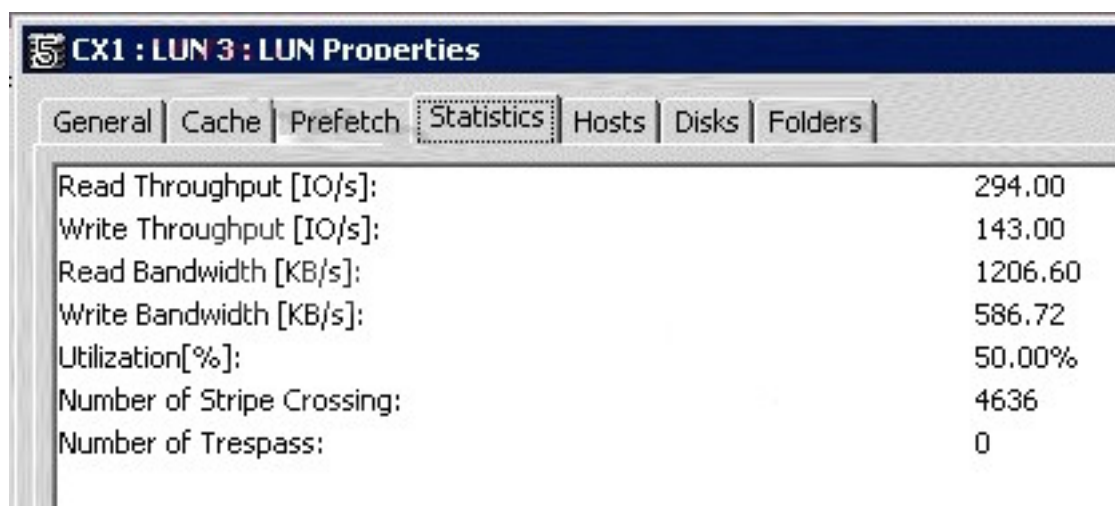 CX1 : LUN 3 : LUN Properties
General Cache Prefetch Statistics Hosts Disks Folders
Read Throughput [IO/s]: 294.00
Write Throughput [IO/s]: 143.00
Read Bandwidth [KB/s]: 1206.60
Write Bandwidth [KB/s]: 586.72
Utilization[%]: 50.00%
Number of Stripe Crossing: 4636
Number of Trespass: 0